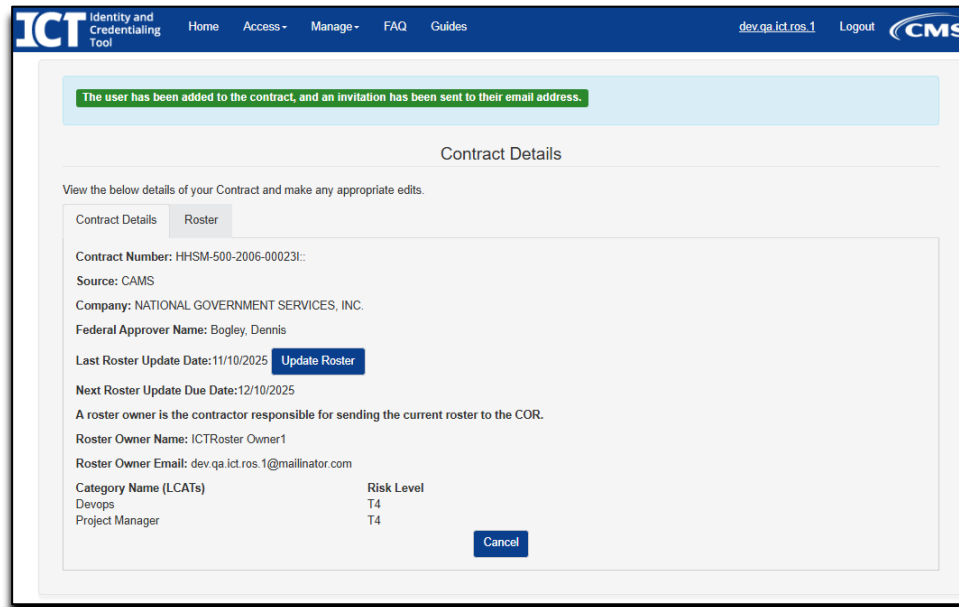 ICT Identity and Credentialing Tool
Home Access Manage FAQ Guides dev.qa.ict.ros.1 Logout CMS
The user has been added to the contract, and an invitation has been sent to their email address.
Contract Details
View the below details of your Contract and make any appropriate edits.
Contract Details Roster
Contract Number: HHSM-500-2006-00023I::
Source: CAMS
Company: NATIONAL GOVERNMENT SERVICES, INC.
Federal Approver Name: Bogley, Dennis
Last Roster Update Date:11/10/2025 Update Roster
Next Roster Update Due Date:12/10/2025
A roster owner is the contractor responsible for sending the current roster to the COR.
Roster Owner Name: ICTRoster Owner1
Roster Owner Email: dev.qa.ict.ros.1@mailinator.com
Category Name (LCATs) Risk Level
Devops T4
Project Manager T4
Cancel